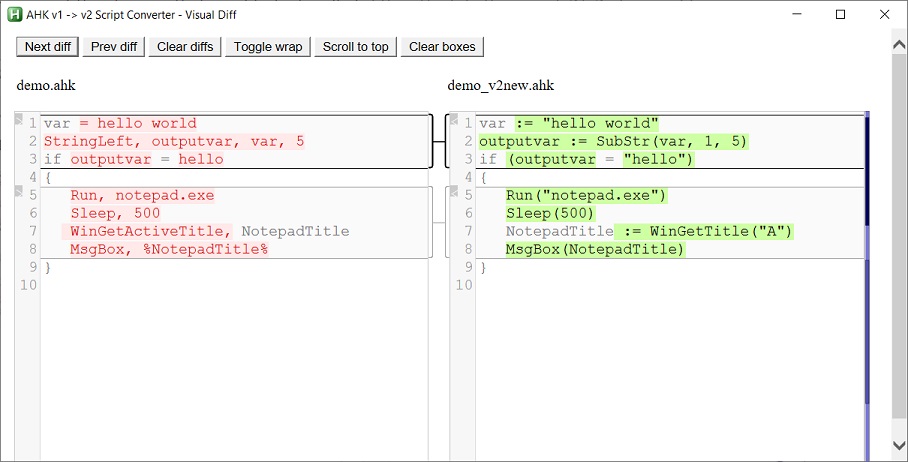 AHK v1 -> v2 Script Converter - Visual Diff
Next diff Prev diff Clear diffs Toggle wrap Scroll to top Clear boxes
demo.ahk
1 var = hello world
2 StringLeft, outputvar, var, 5
3 if outputvar = hello
4 {
5 Run, notepad.exe
6 Sleep, 500
7 WinGetActiveTitle, NotepadTitle
8 MsgBox, %NotepadTitle%
9 }
10
demo_v2new.ahk
1 var := "hello world"
2 outputvar := SubStr(var, 1, 5)
3 if (outputvar = "hello")
4 {
5 Run("notepad.exe")
6 Sleep(500)
7 NotepadTitle := WinGetTitle("A")
8 MsgBox(NotepadTitle)
9 }
10